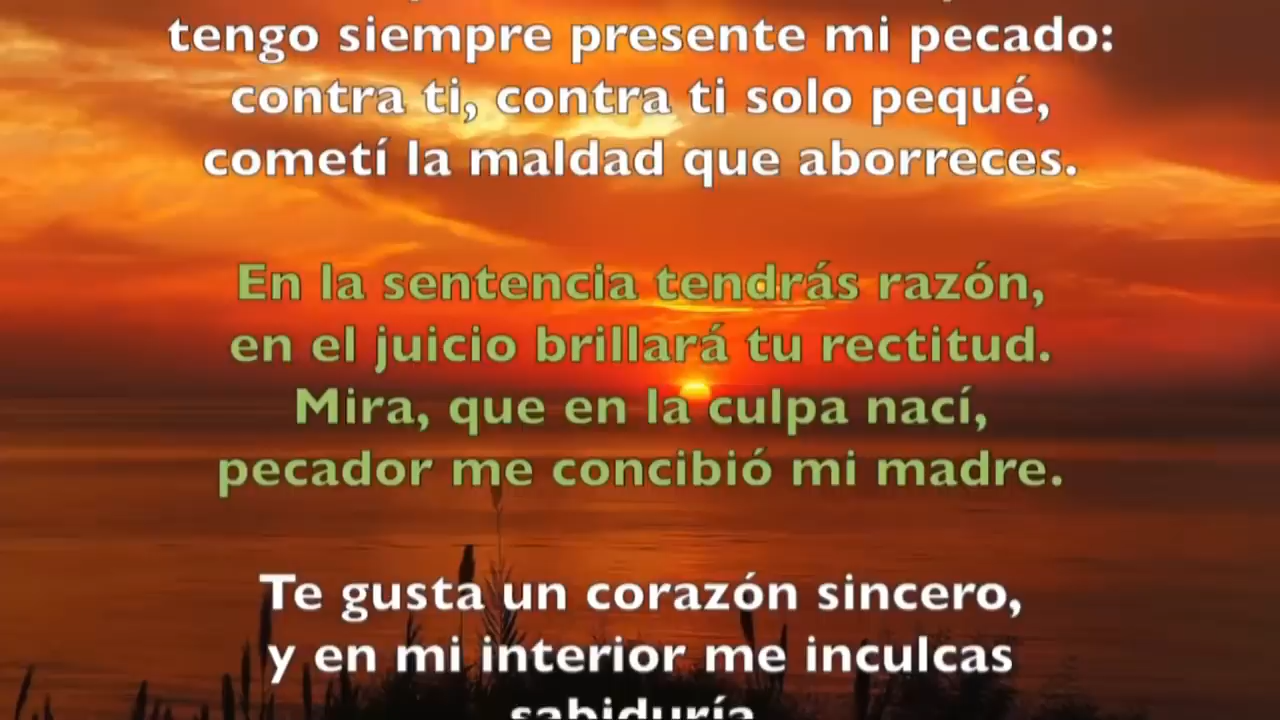 tengo siempre presente mi pecado:
contra ti, contra ti solo pequé,
cometí la maldad que aborreces.
En la sentencia tendrás razón,
en el juicio brillará tu rectitud.
Mira, que en la culpa nací,
pecador me concibió mi madre.
Te gusta un corazón sincero,
y en mi interior me inculcas
sabiduría.